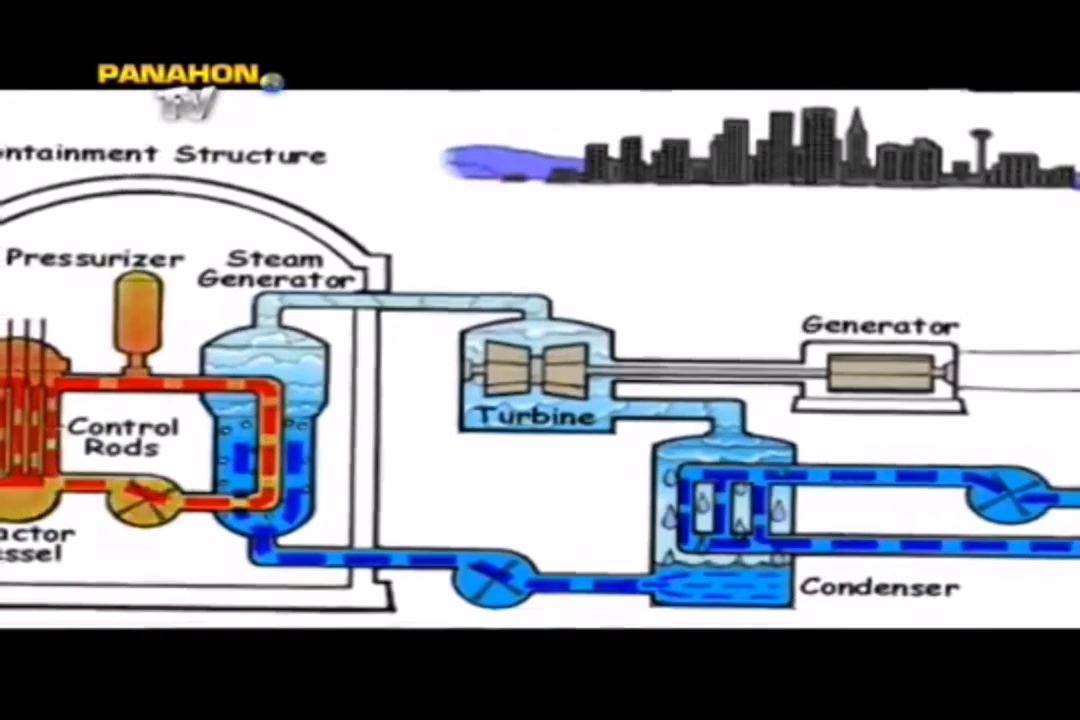 PANAHON
TV
ontainment Structure
Pressurizer
Steam
Generator
Generator
Control
Rods
Turbine
actor
essel
Condenser